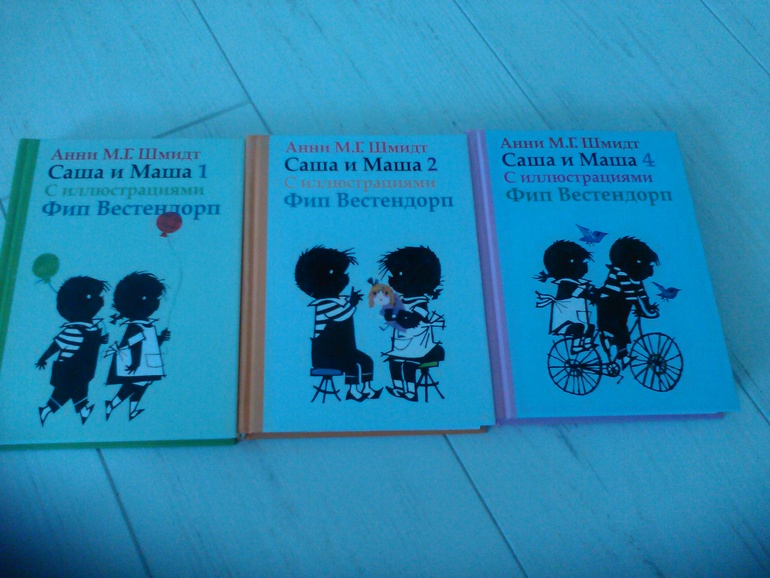 Анни М.Г. Шмидт
Саша и Маша 1
С иллюстрациями
Фип Вестендорп
Анни М.Г. Шмидт
Саша и Маша 2
С иллюстрациями
Фип Вестендорп
Анни М.Г. Шмидт
Саша и Маша 4
С иллюстрациями
Фип Вестендорп